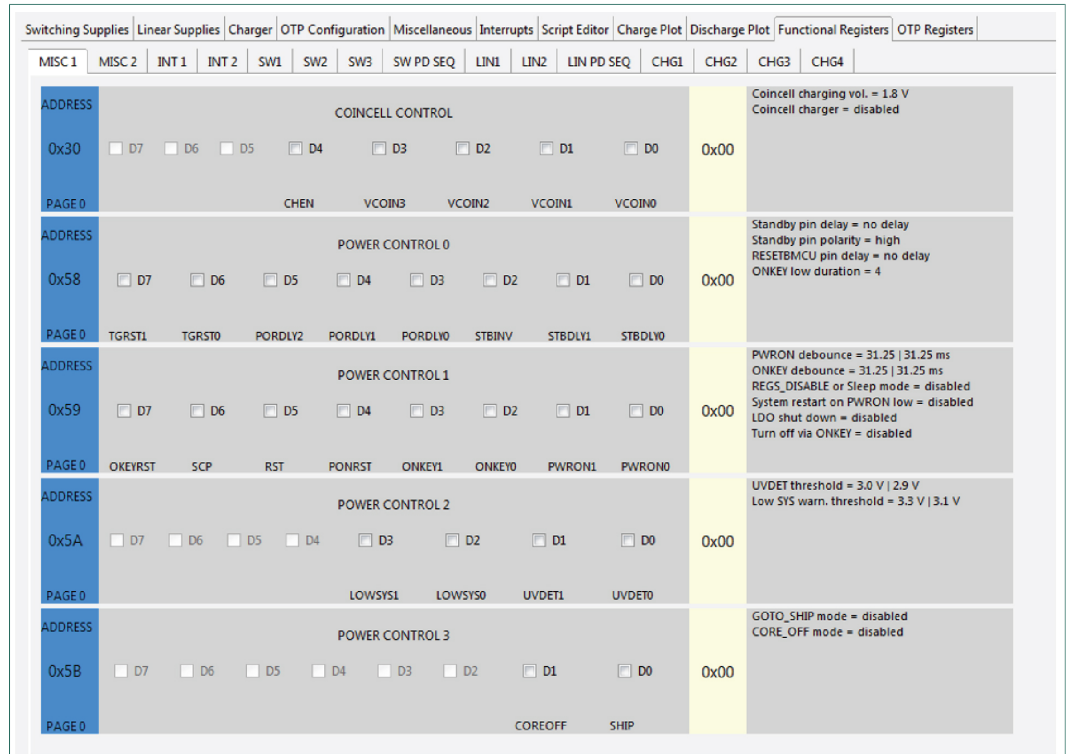 Switching Supplies Linear Supplies Charger OTP Configuration Miscellaneous Interrupts Script Editor Charge Plot Discharge Plot Functional Registers OTP Registers
MISC 1 MISC 2 INT 1 INT 2 SW1 SW2 SW3 SW PD SEQ LIN1 LIN2 LIN PD SEQ CHG1 CHG2 CHG3 CHG4
ADDRESS
COINCELL CONTROL
0x30 D7 D6 D5 D4 D3 D2 D1 D0 0x00
PAGE 0 CHEN VCOIN3 VCOIN2 VCOIN1 VCOIN0
Coincell charging vol. = 1.8 V
Coincell charger = disabled
ADDRESS
POWER CONTROL 0
0x58 D7 D6 D5 D4 D3 D2 D1 D0 0x00
PAGE 0 TGRST1 TGRST0 PORDLY2 PORDLY1 PORDLY0 STBINV STBDLY1 STBDLY0
Standby pin delay = no delay
Standby pin polarity = high
RESETBMCU pin delay = no delay
ONKEY low duration = 4
ADDRESS
POWER CONTROL 1
0x59 D7 D6 D5 D4 D3 D2 D1 D0 0x00
PAGE 0 OKEYRST SCP RST PONRST ONKEY1 ONKEY0 PWRON1 PWRON0
PWRON debounce = 31.25 | 31.25 ms
ONKEY debounce = 31.25 | 31.25 ms
REGS_DISABLE or Sleep mode = disabled
System restart on PWRON low = disabled
LDO shut down = disabled
Turn off via ONKEY = disabled
ADDRESS
POWER CONTROL 2
0x5A D7 D6 D5 D4 D3 D2 D1 D0 0x00
PAGE 0 LOWSYS1 LOWSYS0 UVDET1 UVDET0
UVDET threshold = 3.0 V | 2.9 V
Low SYS warn. threshold = 3.3 V | 3.1 V
ADDRESS
POWER CONTROL 3
0x5B D7 D6 D5 D4 D3 D2 D1 D0 0x00
PAGE 0 COREOFF SHIP
GOTO_SHIP mode = disabled
CORE_OFF mode = disabled